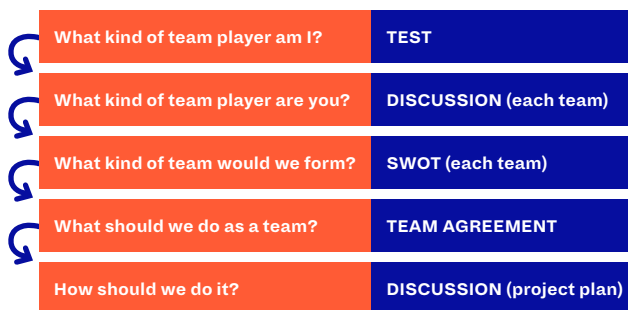 What kind of team player am I? TEST
What kind of team player are you? DISCUSSION (each team)
What kind of team would we form? SWOT (each team)
What should we do as a team? TEAM AGREEMENT
How should we do it? DISCUSSION (project plan)